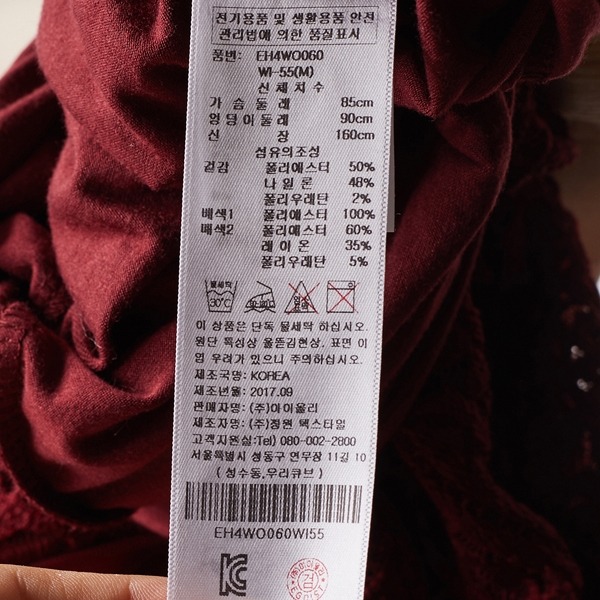 전기용품 및 생활용품 안전
관리법에 의한 품질표시
품번: EH4WO060
WI-55(M)
신체치수
가슴둘레 85cm
엉덩이둘레 90cm
신장 160cm
섬유의조성
겉감 폴리에스터 50%
나일론 48%
폴리우레탄 2%
배색1 폴리에스터 100%
배색2 폴리에스터 60%
레이온 35%
폴리우레탄 5%
물세탁
30℃
이 상품은 단독 물세탁 하십시오.
원단 특성상 올뜯김현상, 표면 이
염 우려가 있으니 주의하십시오.
제조국명: KOREA
제조년월: 2017.09
판매자명: (주)아이올리
제조자명: (주)정원 텍스타일
고객지원실:Tel) 080-002-2800
서울특별시 성동구 연무장 11길 10
(성수동,우리큐브)
EH4WO060WI55
검